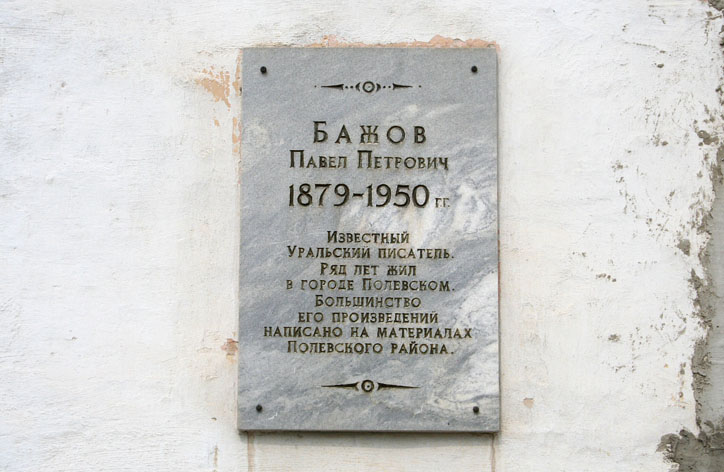 Бажов
Павел Петрович
1879-1950 гг.
Известный
Уральский писатель.
Ряд лет жил
в городе Полевском.
Большинство
его произведений
написано на материалах
Полевского района.